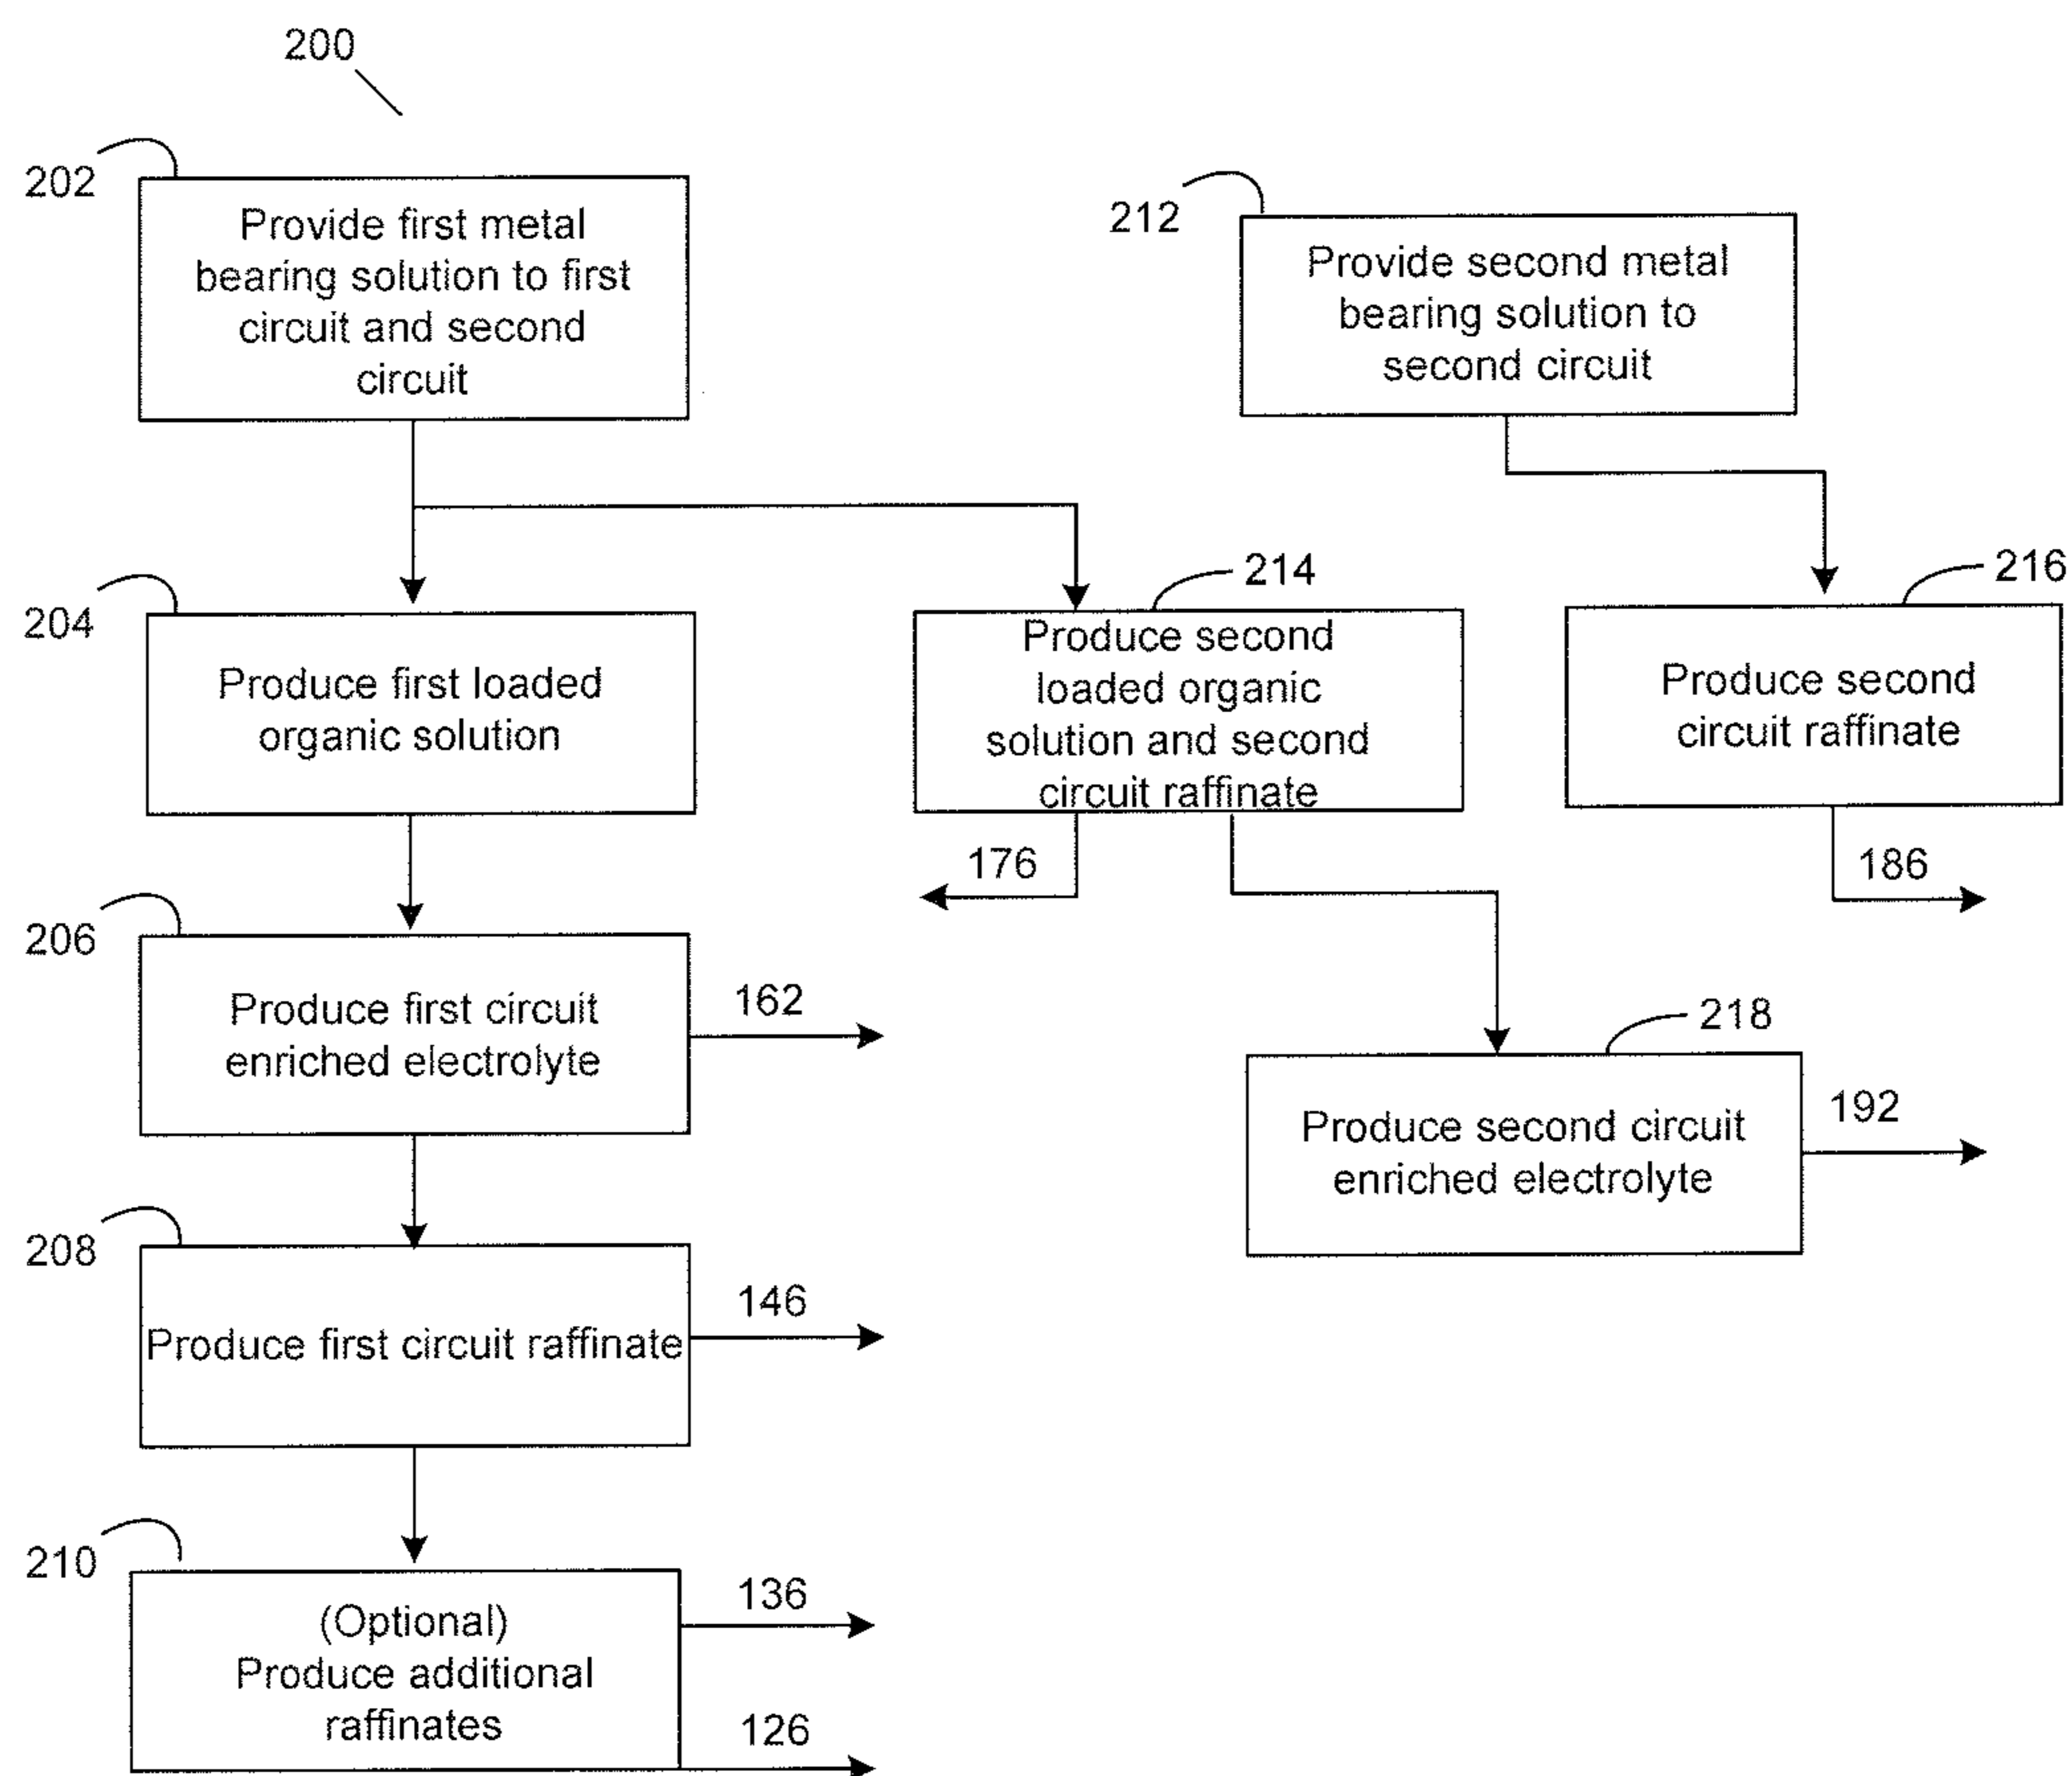 200
202
Provide first metal
bearing solution to first
circuit and second
circuit
212
Provide second metal
bearing solution to
second circuit
204
Produce first loaded
organic solution
214
Produce second
loaded organic
solution and second
circuit raffinate
216
Produce second
circuit raffinate
176
186
206
Produce first circuit
enriched electrolyte
162
218
Produce second circuit
enriched electrolyte
192
208
Produce first circuit raffinate
146
210
(Optional)
Produce additional
raffinates
136
126